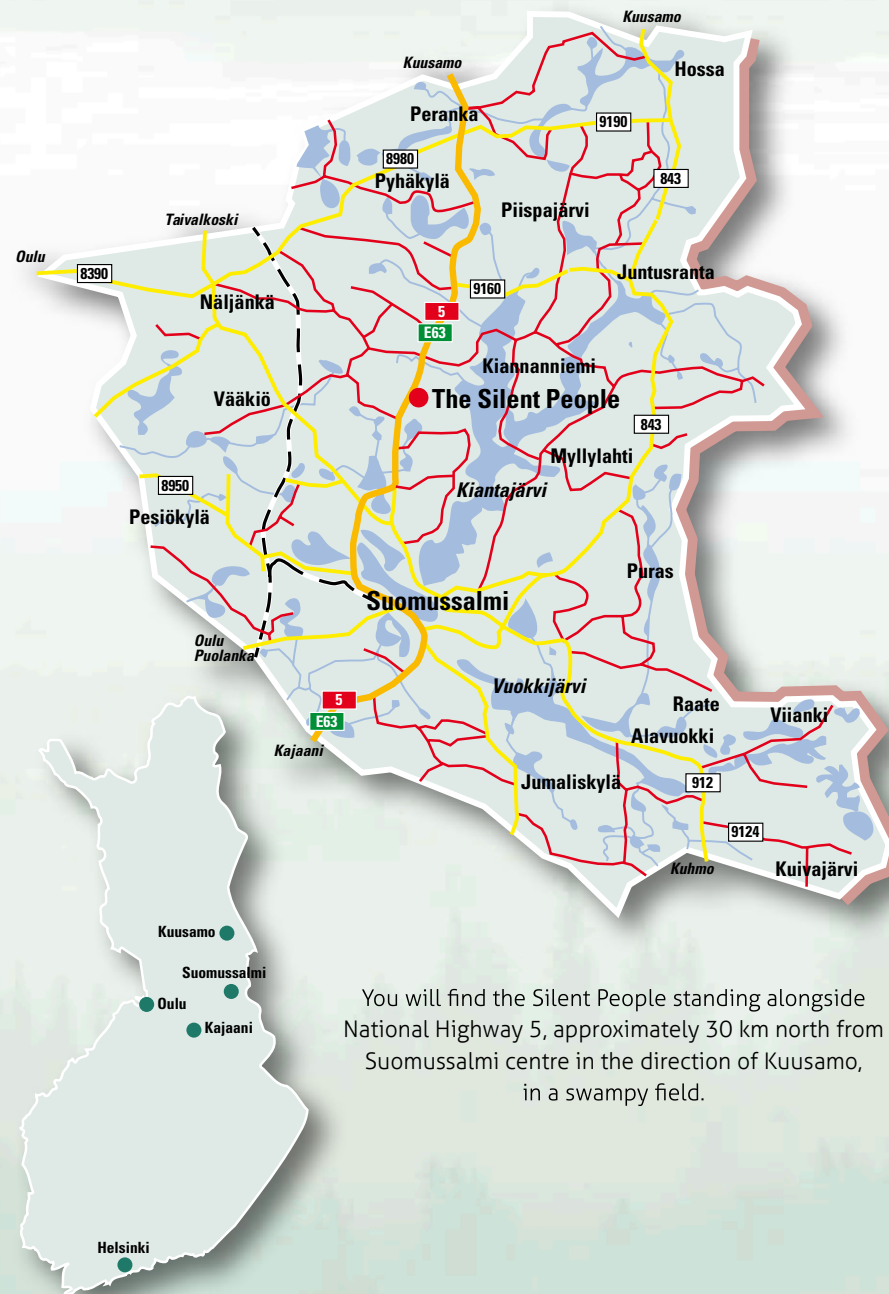 Kuusamo
Kuusamo
Hossa
Peranka
9190
8980
Pyhäkylä
843
Piispajärvi
Taivalkoski
Oulu
8390
Juntusranta
9160
Näljänkä
5
E63
Kiannanniemi
Vääkiö
The Silent People
843
Myllylahti
8950
Kiantajärvi
Pesiökylä
Puras
Suomussalmi
Oulu
Puolanka
Vuokkijärvi
5
Raate
E63
Viianki
Alavuokki
Kajaani
Jumaliskylä
912
9124
Kuhmo
Kuivajärvi
Kuusamo
Suomussalmi
Oulu
Kajaani
Helsinki
You will find the Silent People standing alongside
National Highway 5, approximately 30 km north from
Suomussalmi centre in the direction of Kuusamo,
in a swampy field.